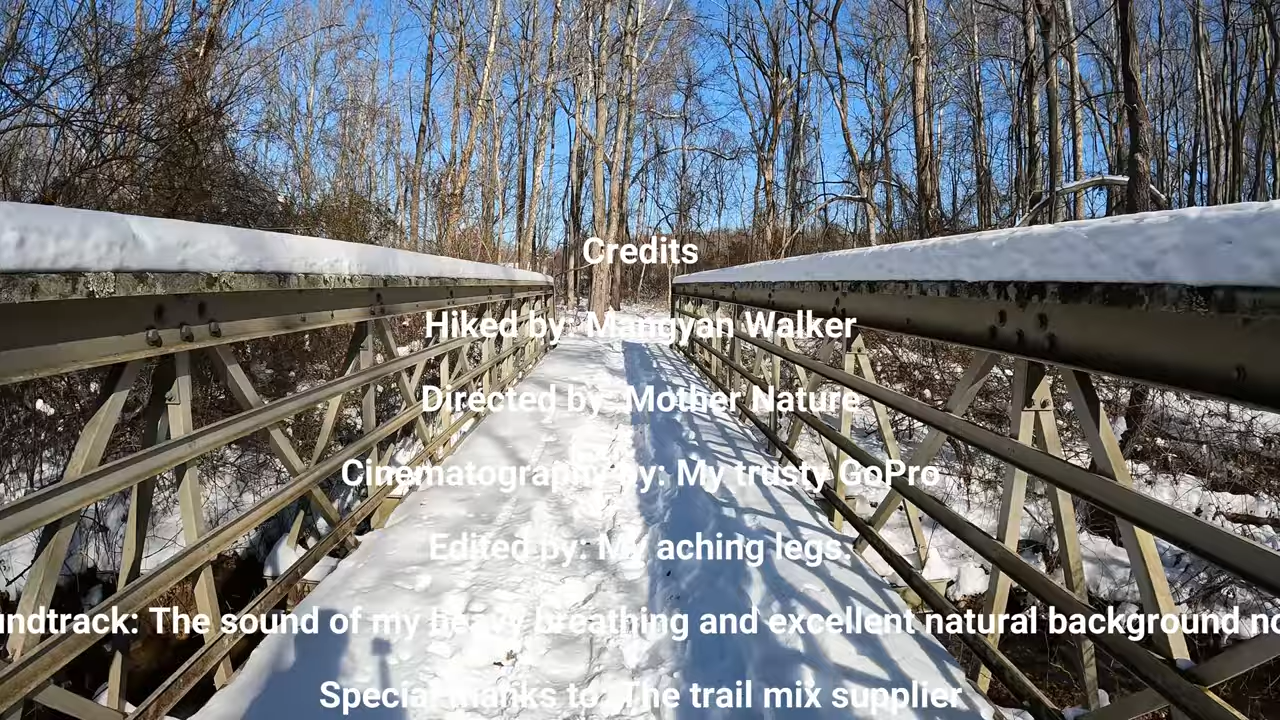 Credits
Hiked by: Mangyan Walker
Directed by: Mother Nature
Cinematography by: My trusty GoPro
Edited by: My aching legs.
undtrack: The sound of my heavy breathing and excellent natural background no
Special thanks to: The trail mix supplier